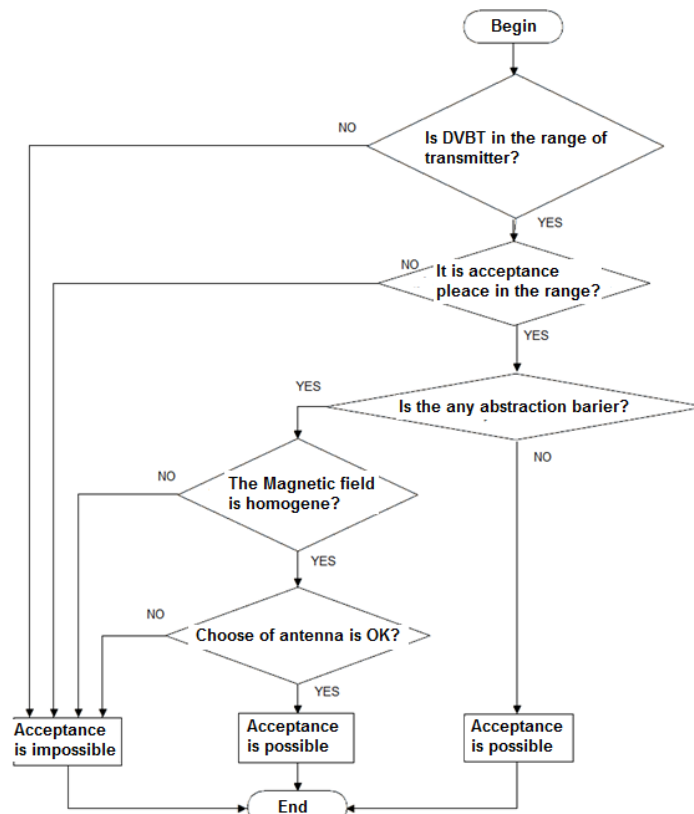 Begin
NO
Is DVBT in the range of
transmitter?
YES
NO
It is acceptance
pleace in the range?
YES
YES
Is the any abstraction barier?
NO
NO
The Magnetic field
is homogene?
YES
NO
Choose of antenna is OK?
YES
Acceptance
is impossible
Acceptance
is possible
Acceptance
is possible
End